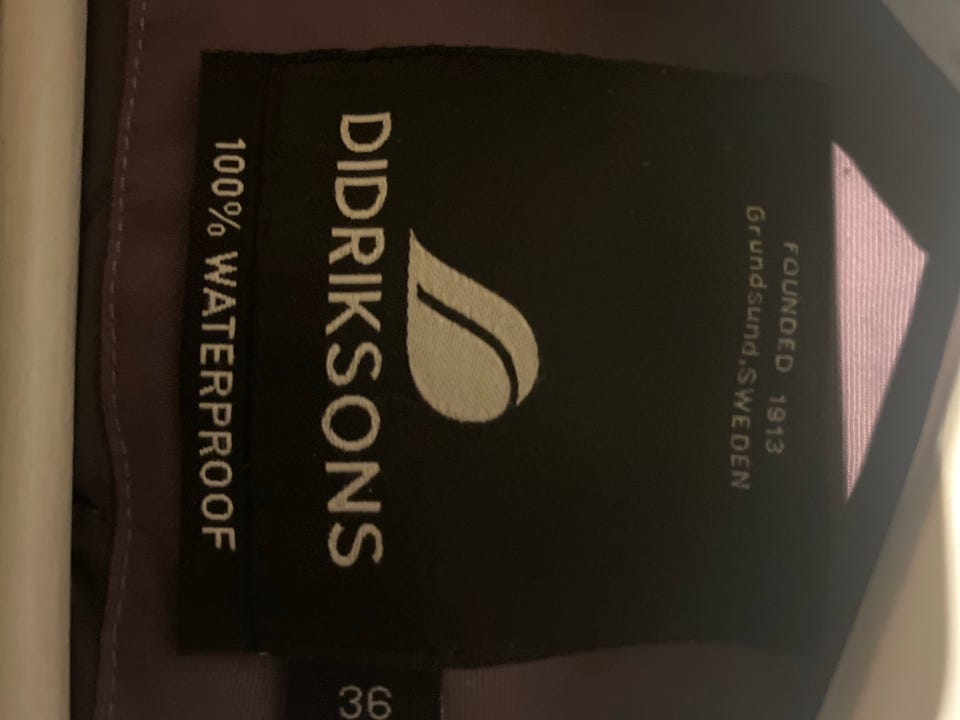 FOUNDED 1913
Grundsund, SWEDEN
DIDRIKSONS
100% WATERPROOF
36